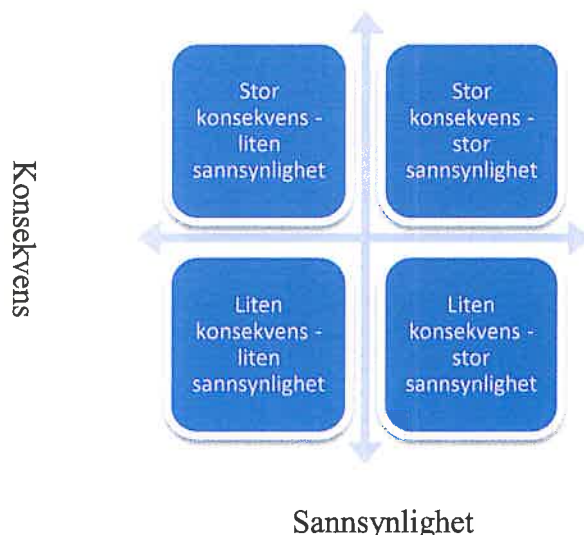 Konsekvens
Stor
konsekvens -
liten
sannsynlighet
Stor
konsekvens -
stor
sannsynlighet
Liten
konsekvens -
liten
sannsynlighet
Liten
konsekvens -
stor
sannsynlighet
Sannsynlighet